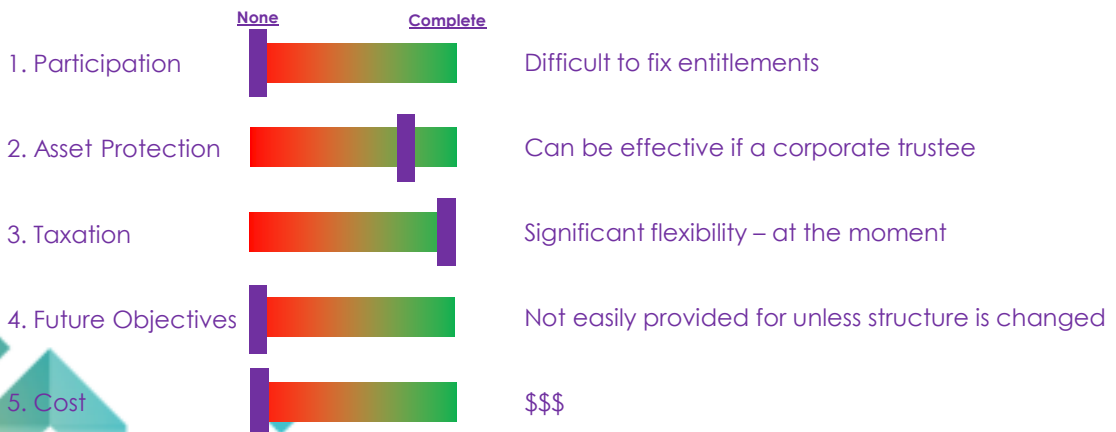 None Complete
1. Participation Difficult to fix entitlements
2. Asset Protection Can be effective if a corporate trustee
3. Taxation Significant flexibility – at the moment
4. Future Objectives Not easily provided for unless structure is changed
5. Cost $$$